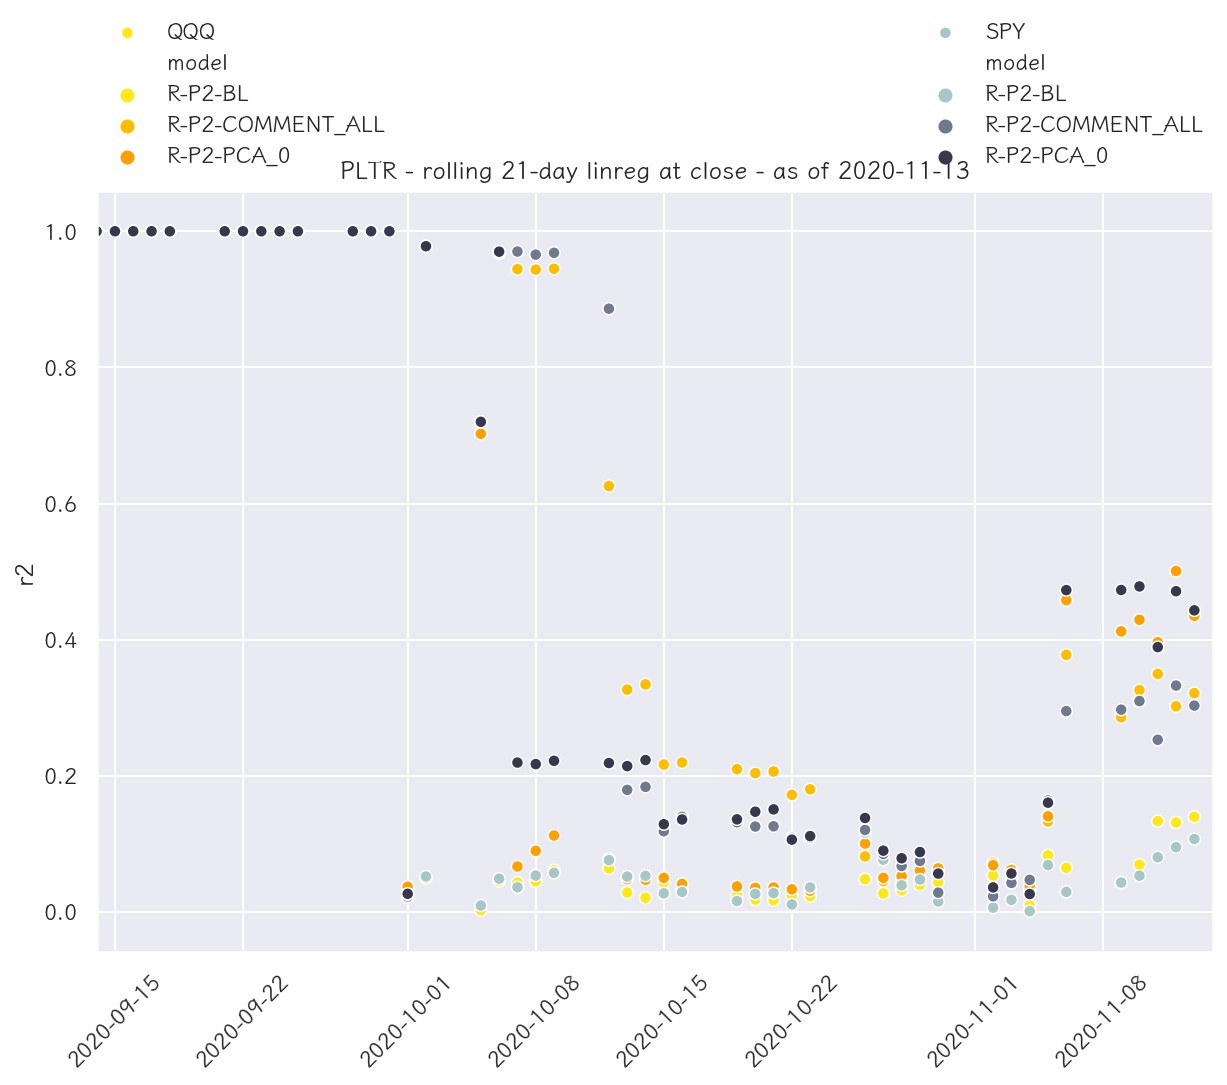 QQQ
model
R-P2-BL
R-P2-COMMENT_ALL
R-P2-PCA_0
SPY
model
R-P2-BL
R-P2-COMMENT_ALL
R-P2-PCA_0
PLTR - rolling 21-day linreg at close - as of 2020-11-13
r2
1.0
0.8
0.6
0.4
0.2
0.0
2020-09-15
2020-09-22
2020-10-01
2020-10-08
2020-10-15
2020-10-22
2020-11-01
2020-11-08